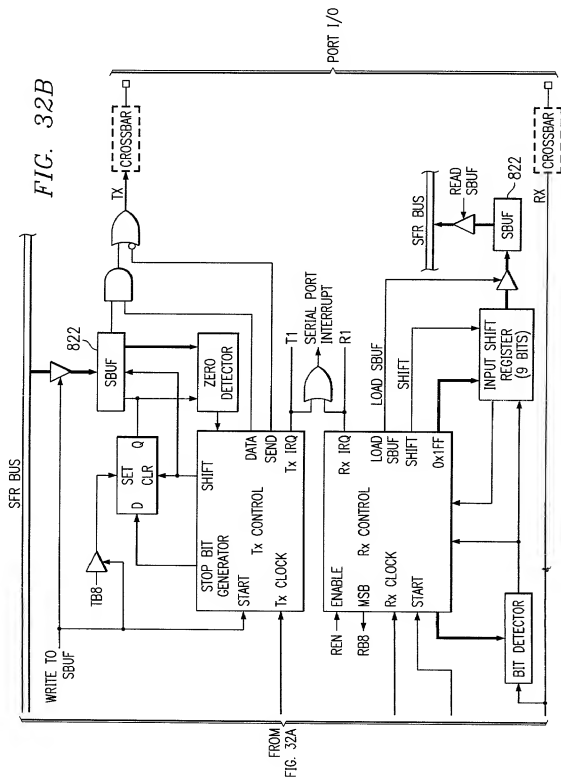 FIG. 32B
SFR BUS
WRITE TO
SBUF
TB8
SET
D
Q
CLR
822
SBUF
ZERO
DETECTOR
TX
CROSSBAR
PORT I/O
STOP BIT
GENERATOR
SHIFT
START
Tx CONTROL
DATA
SEND
Tx CLOCK
Tx IRQ
T1
SERIAL PORT
INTERRUPT
R1
FROM
FIG. 32A
REN
ENABLE
Rx IRQ
RB8
MSB
Rx CONTROL
LOAD
SBUF
SHIFT
Rx CLOCK
START
0x1FF
LOAD SBUF
SHIFT
SFR BUS
READ
SBUF
822
SBUF
INPUT SHIFT
REGISTER
(9 BITS)
BIT DETECTOR
RX
CROSSBAR